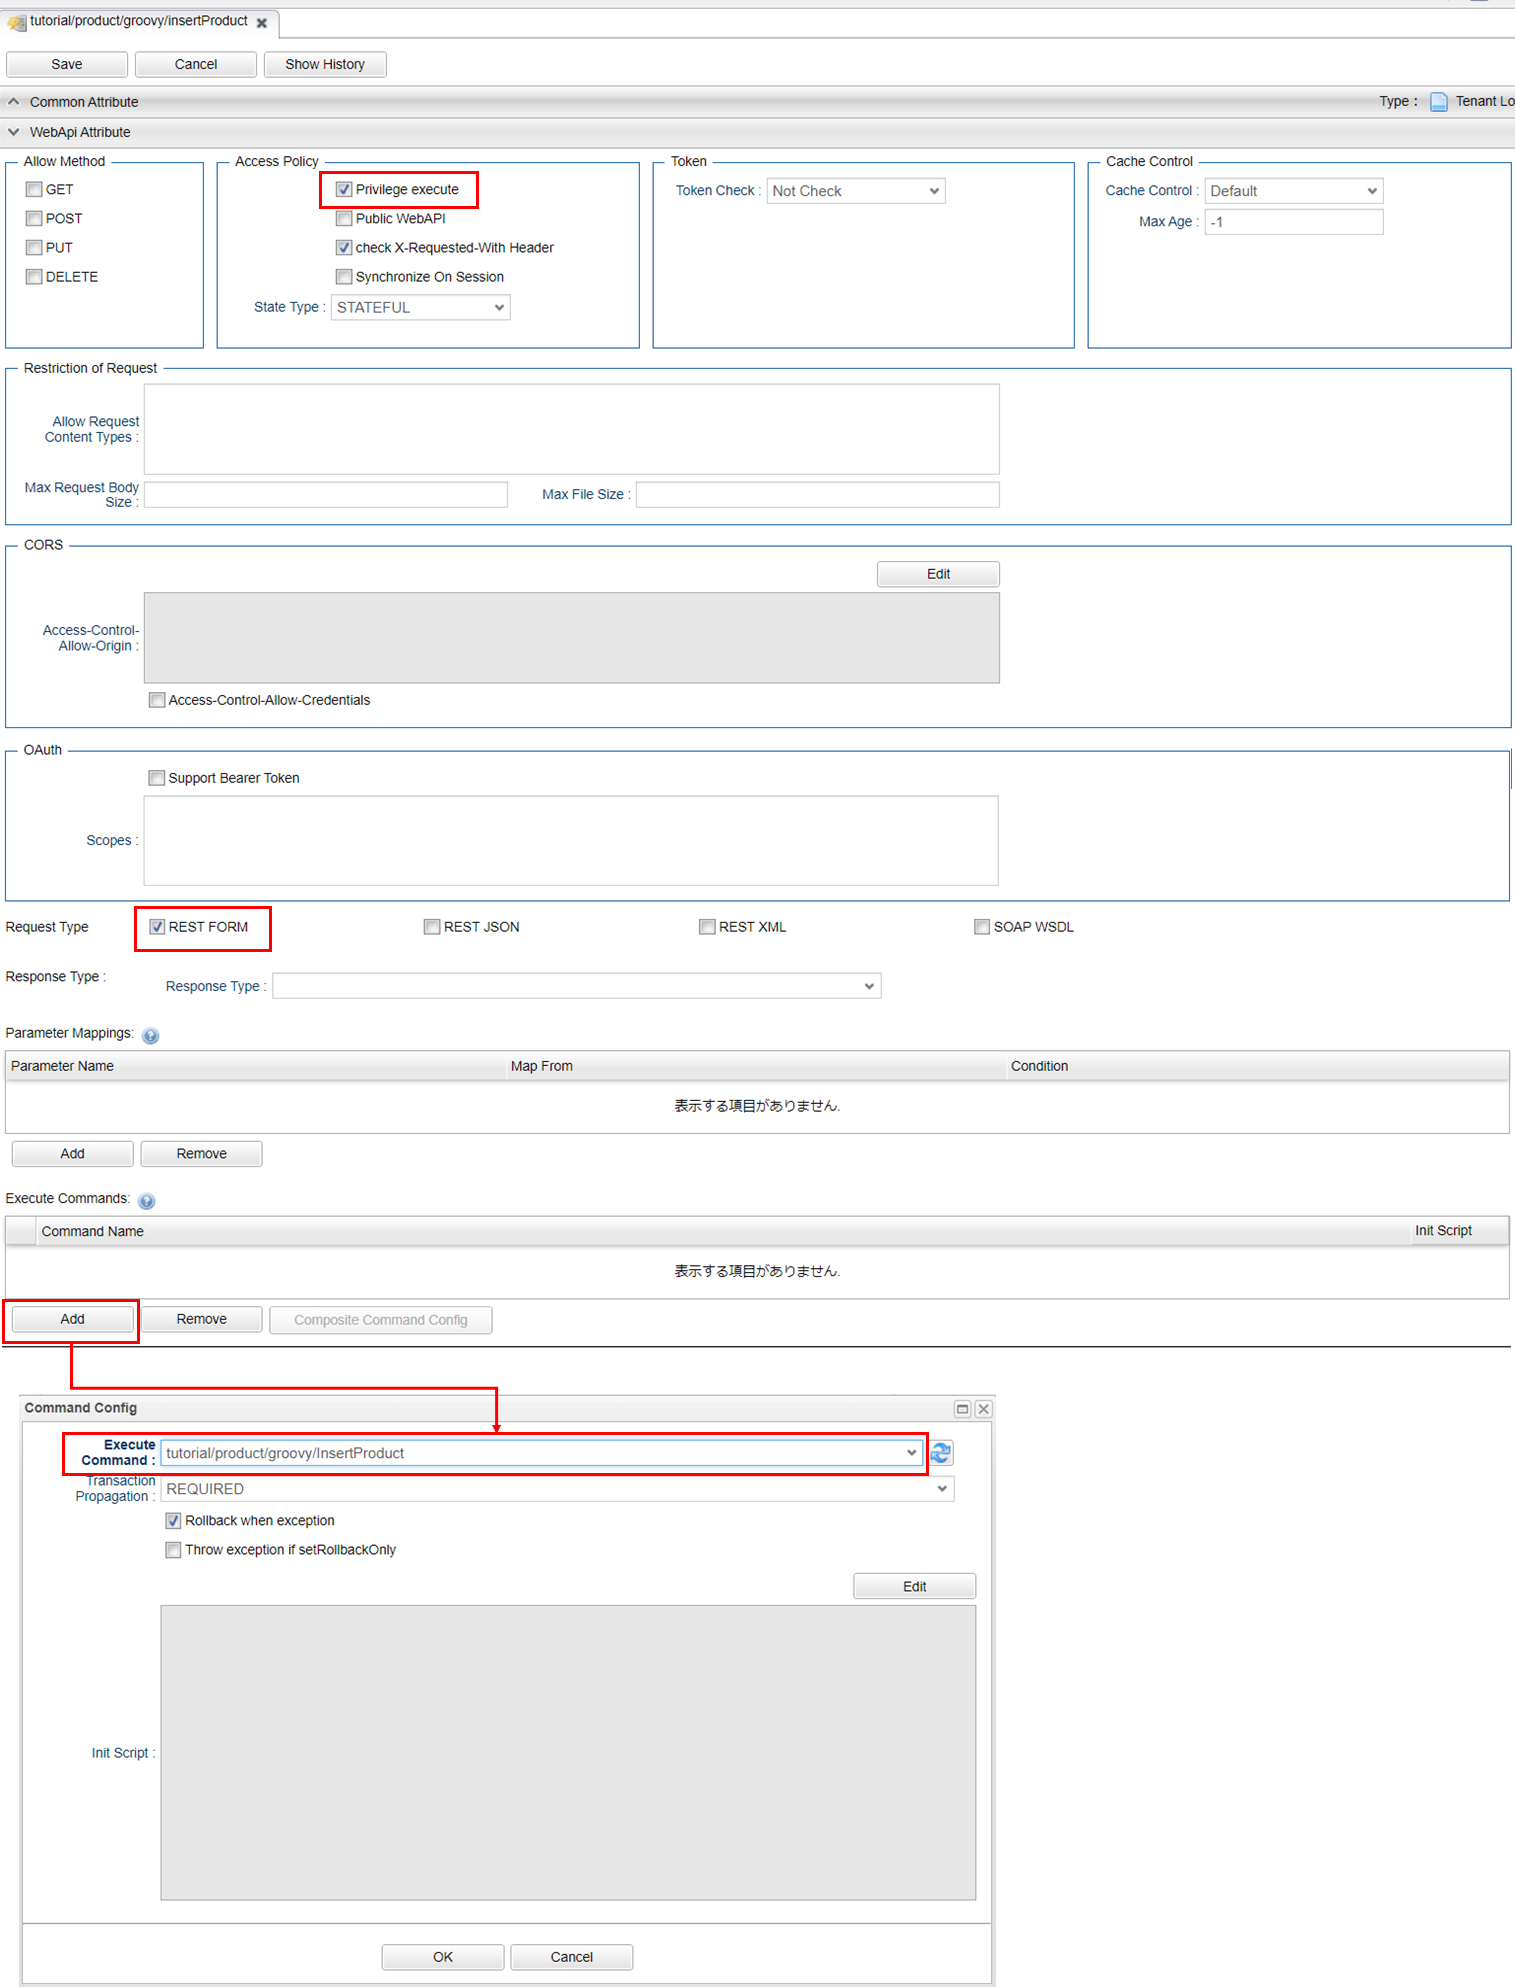 tutorial/product/groovy/insertProduct
Save Cancel Show History
Common Attribute Type : Tenant Lo
WebApi Attribute
Allow Method Access Policy Token Cache Control
GET Privilege execute Token Check : Not Check Cache Control : Default
POST Public WebAPI Max Age : -1
PUT check X-Requested-With Header
DELETE Synchronize On Session
State Type : STATEFUL
Restriction of Request
Allow Request
Content Types :
Max Request Body
Size :
Max File Size :
CORS
Edit
Access-Control-
Allow-Origin :
Access-Control-Allow-Credentials
OAuth
Support Bearer Token
Scopes :
Request Type REST FORM REST JSON REST XML SOAP WSDL
Response Type :
Response Type :
Parameter Mappings:
Parameter Name Map From Condition
表示する項目がありません.
Add Remove
Execute Commands:
Command Name Init Script
表示する項目がありません.
Add Remove Composite Command Config
Command Config
Execute
Command : tutorial/product/groovy/InsertProduct
Transaction
Propagation : REQUIRED
Rollback when exception
Throw exception if setRollbackOnly
Edit
Init Script :
OK Cancel